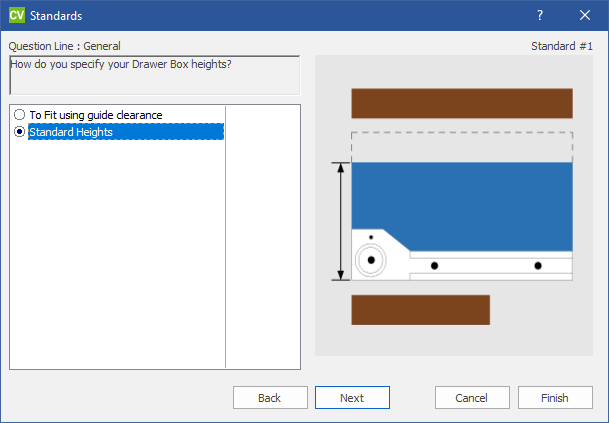 CV Standards ?
Question Line : General Standard #1
How do you specify your Drawer Box heights?
To Fit using guide clearance
Standard Heights
Back Next Cancel Finish